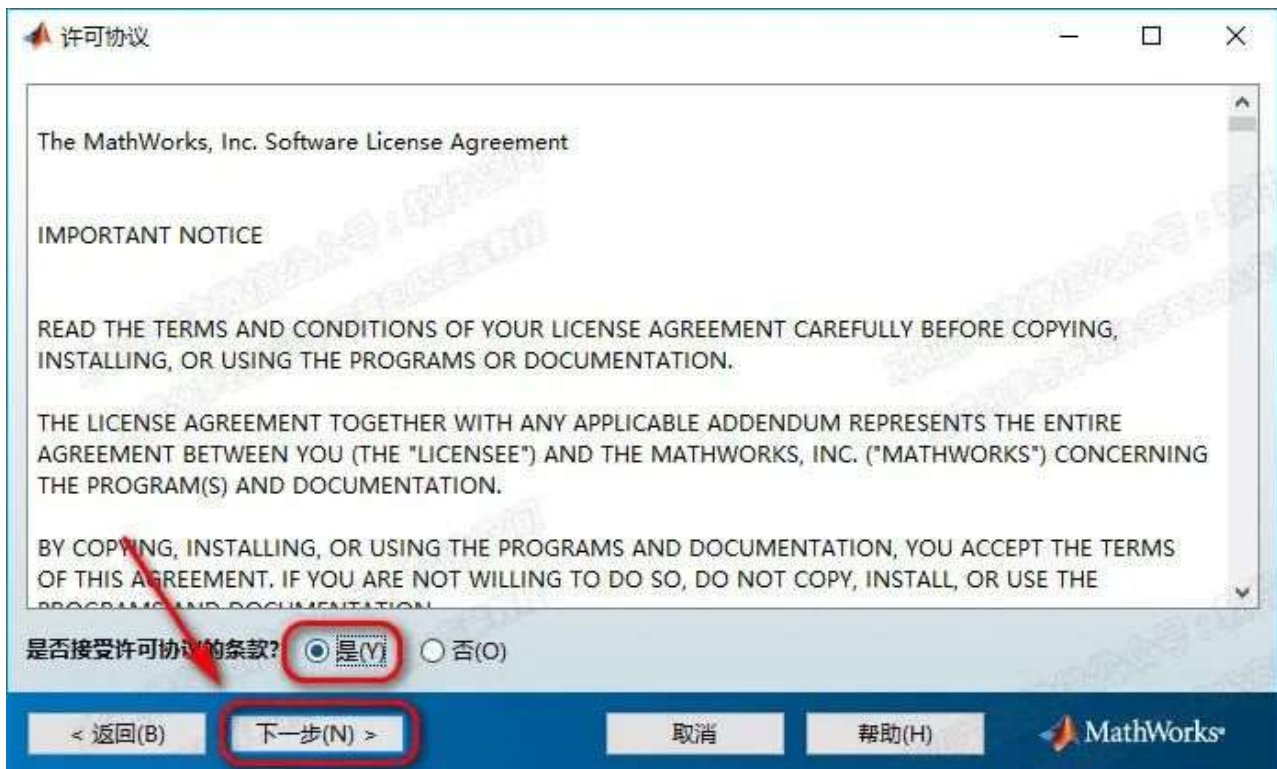 许可协议
The MathWorks, Inc. Software License Agreement
IMPORTANT NOTICE
READ THE TERMS AND CONDITIONS OF YOUR LICENSE AGREEMENT CAREFULLY BEFORE COPYING,
INSTALLING, OR USING THE PROGRAMS OR DOCUMENTATION.
THE LICENSE AGREEMENT TOGETHER WITH ANY APPLICABLE ADDENDUM REPRESENTS THE ENTIRE
AGREEMENT BETWEEN YOU (THE "LICENSEE") AND THE MATHWORKS, INC. ("MATHWORKS") CONCERNING
THE PROGRAM(S) AND DOCUMENTATION.
BY COPYING, INSTALLING, OR USING THE PROGRAMS AND DOCUMENTATION, YOU ACCEPT THE TERMS
OF THIS AGREEMENT. IF YOU ARE NOT WILLING TO DO SO, DO NOT COPY, INSTALL, OR USE THE
PROGRAMS AND DOCUMENTATION.
是否接受许可协议的条款? 是(Y) 否(O)
< 返回(B) 下一步(N) > 取消 帮助(H) MathWorks®